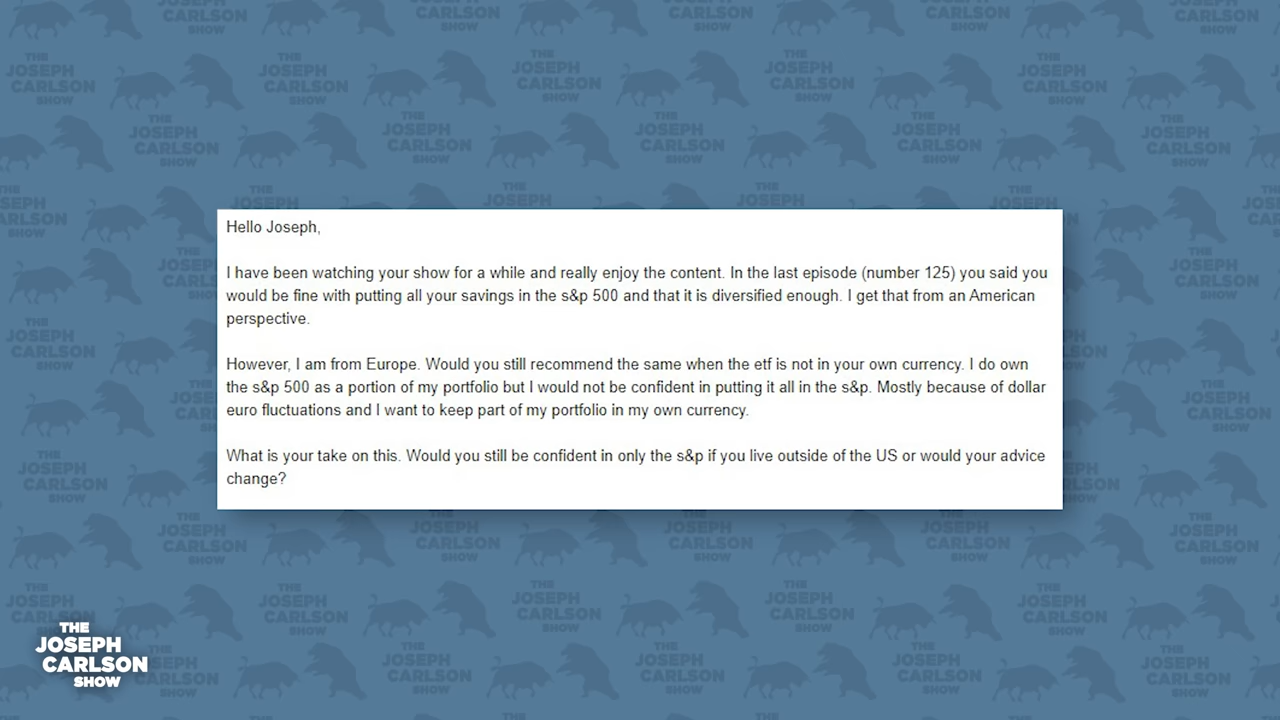 Hello Joseph,
I have been watching your show for a while and really enjoy the content. In the last episode (number 125) you said you
would be fine with putting all your savings in the s&p 500 and that it is diversified enough. I get that from an American
perspective.
However, I am from Europe. Would you still recommend the same when the etf is not in your own currency. I do own
the s&p 500 as a portion of my portfolio but I would not be confident in putting it all in the s&p. Mostly because of dollar
euro fluctuations and I want to keep part of my portfolio in my own currency.
What is your take on this. Would you still be confident in only the s&p if you live outside of the US or would your advice
change?
THE
JOSEPH
CARLSON
SHOW